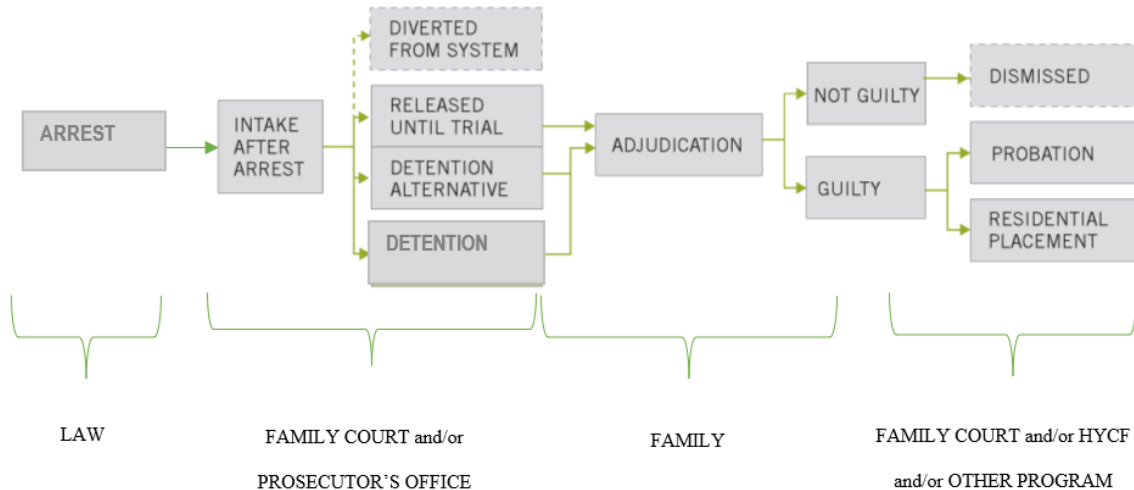 ARREST
INTAKE
AFTER
ARREST
DIVERTED
FROM SYSTEM
RELEASED
UNTIL TRIAL
DETENTION
ALTERNATIVE
DETENTION
ADJUDICATION
NOT GUILTY
GUILTY
DISMISSED
PROBATION
RESIDENTIAL
PLACEMENT
LAW
FAMILY COURT and/or
PROSECUTOR’S OFFICE
FAMILY
FAMILY COURT and/or HYCF
and/or OTHER PROGRAM